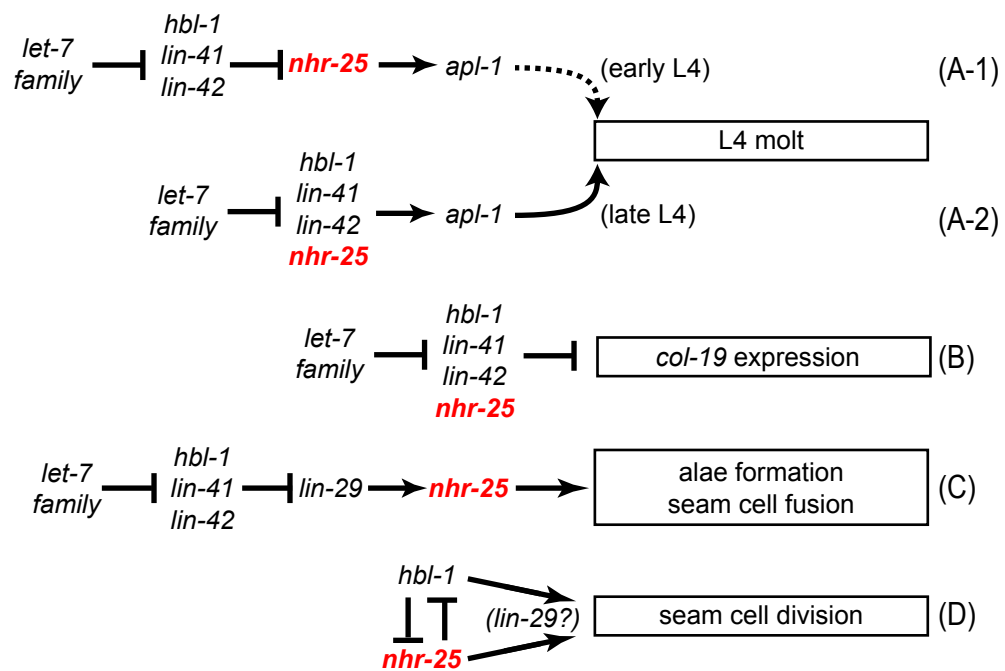 let-7
family
hbl-1
lin-41
lin-42
nhr-25
apl-1
(early L4)
(A-1)
L4 molt
let-7
family
hbl-1
lin-41
lin-42
nhr-25
apl-1
(late L4)
(A-2)
let-7
family
hbl-1
lin-41
lin-42
nhr-25
col-19 expression
(B)
let-7
family
hbl-1
lin-41
lin-42
lin-29
nhr-25
alae formation
seam cell fusion
(C)
hbl-1
(lin-29?)
nhr-25
seam cell division
(D)